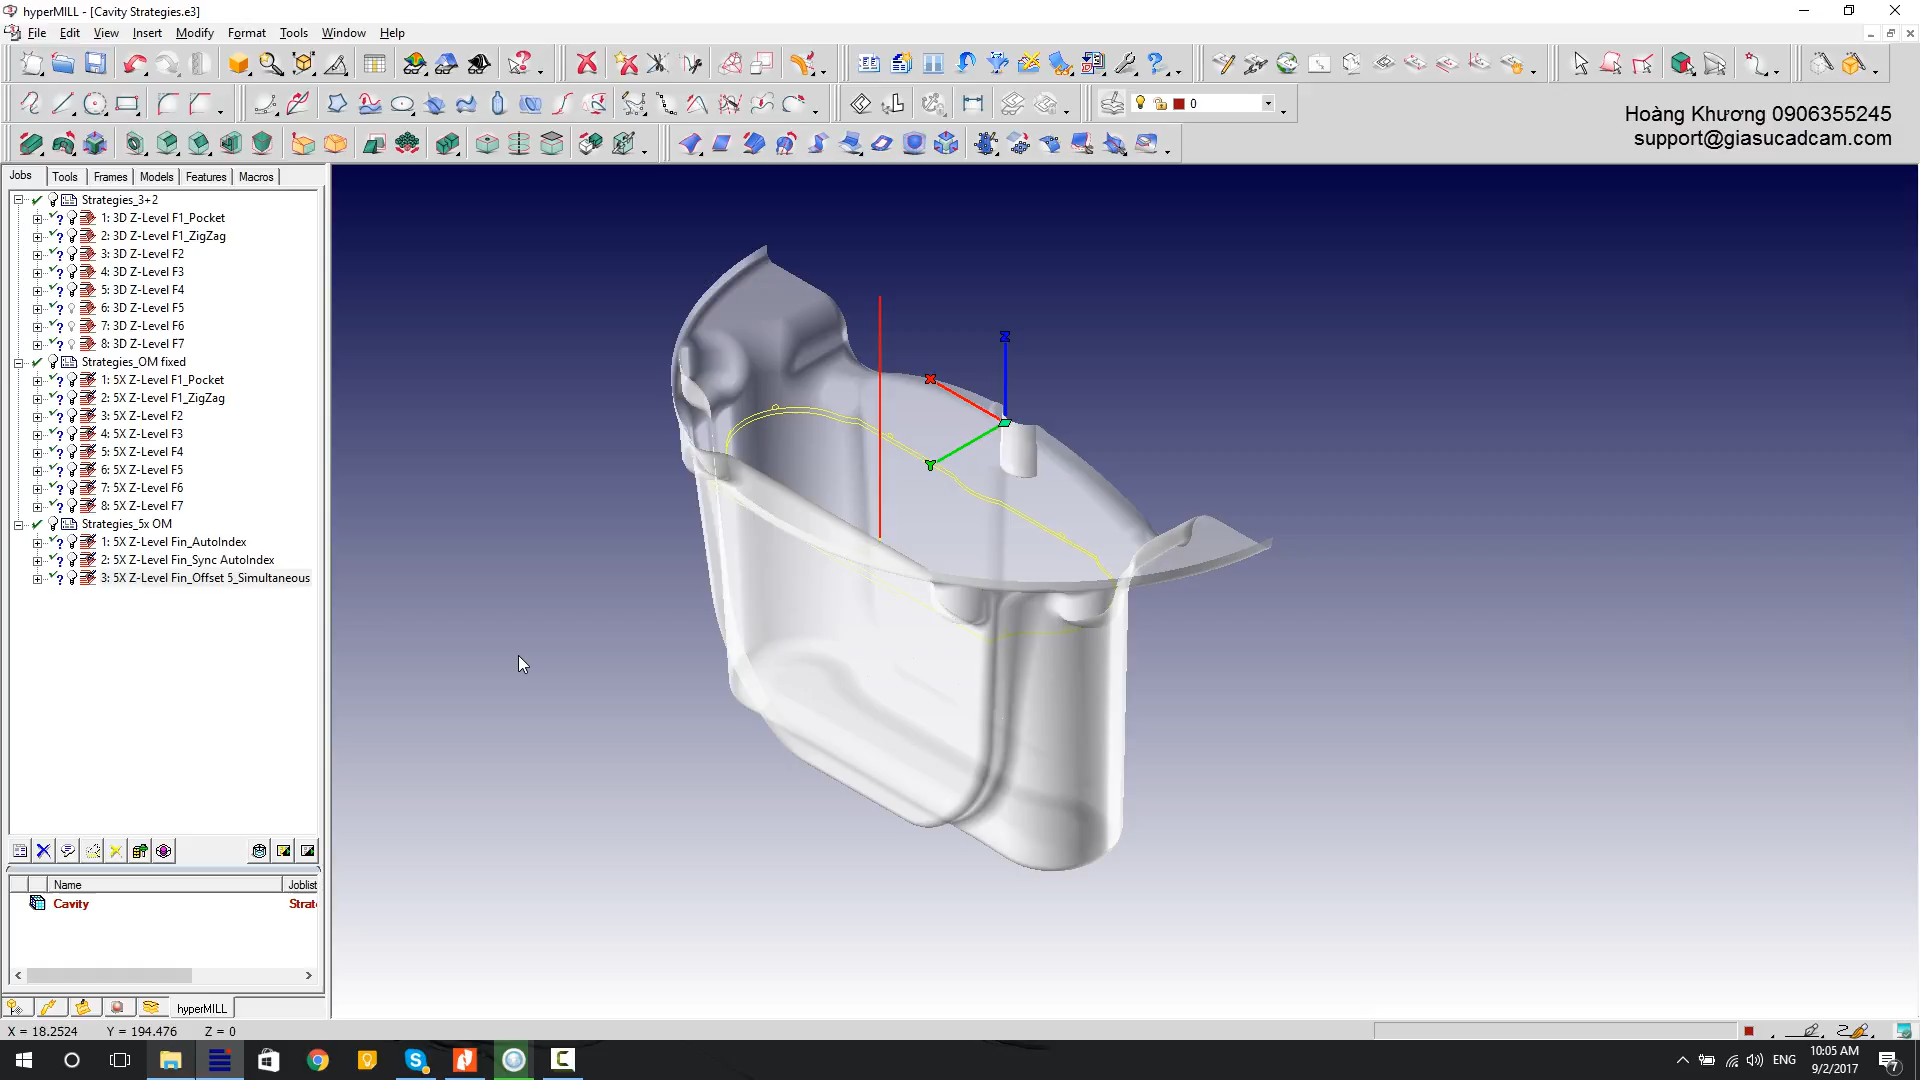 hyperMILL - [Cavity Strategies.e3]
File Edit View Insert Modify Format Tools Window Help
0
Hoàng Khương 0906355245
support@giasucadcam.com
Jobs Tools Frames Models Features Macros
Strategies_3+2
1: 3D Z-Level F1_Pocket
2: 3D Z-Level F1_ZigZag
3: 3D Z-Level F2
4: 3D Z-Level F3
5: 3D Z-Level F4
6: 3D Z-Level F5
7: 3D Z-Level F6
8: 3D Z-Level F7
Strategies_OM fixed
1: 5X Z-Level F1_Pocket
2: 5X Z-Level F1_ZigZag
3: 5X Z-Level F2
4: 5X Z-Level F3
5: 5X Z-Level F4
6: 5X Z-Level F5
7: 5X Z-Level F6
8: 5X Z-Level F7
Strategies_5x OM
1: 5X Z-Level Fin_AutoIndex
2: 5X Z-Level Fin_Sync AutoIndex
3: 5X Z-Level Fin_Offset 5_Simultaneous
Z
X
Y
Name Joblist
Cavity Strate
hyperMILL
X = 18.2524 Y = 194.476 Z = 0
ENG
10:05 AM
9/2/2017
7